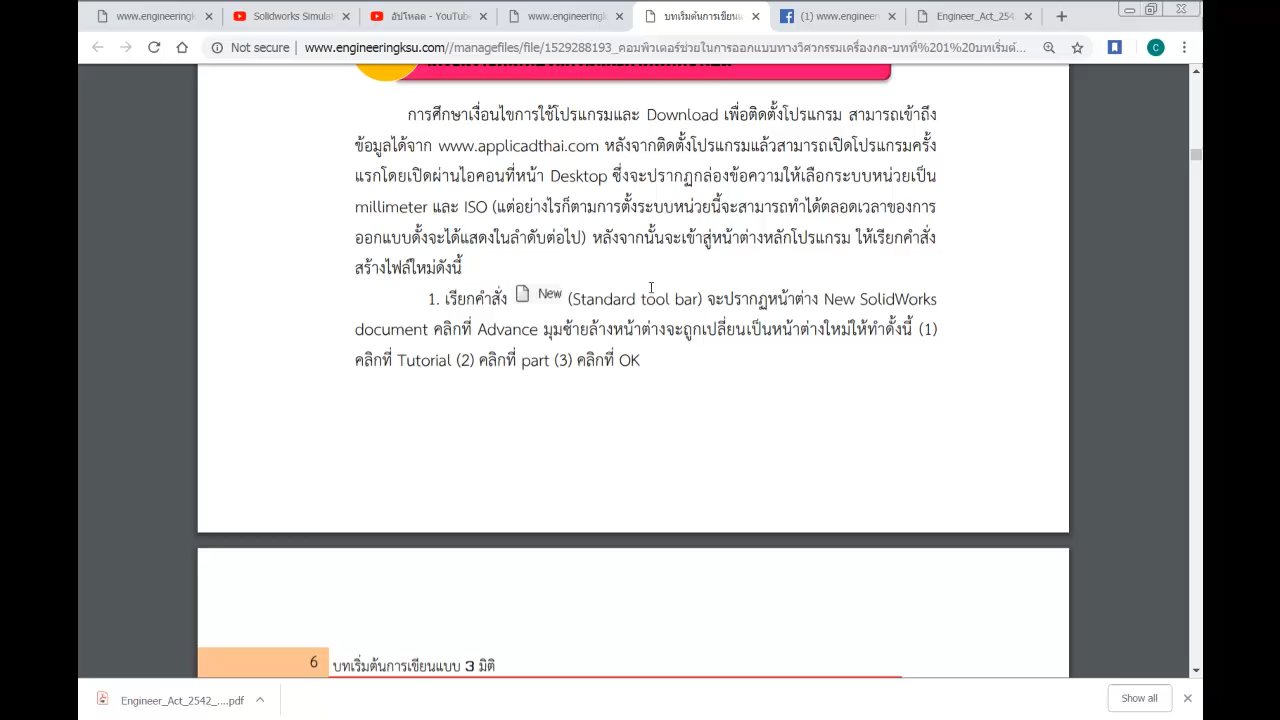 www.engineeringk
Solidworks Simulat
อัปโหลด - YouTube
www.engineeringk
บทเริ่มต้นการเขียนแ
(1) www.engineer
Engineer_Act_254
Not secure
www.engineeringksu.com//managefiles/file/1529288193_คอมพิวเตอร์ช่วยในการออกแบบทางวิศวกรรมเครื่องกล-บทที่%201%20บทเริ่มต้...
C
การศึกษาเงื่อนไขการใช้โปรแกรมและ Download เพื่อติดตั้งโปรแกรม สามารถเข้าถึง
ข้อมูลได้จาก www.applicadthai.com หลังจากติดตั้งโปรแกรมแล้วสามารถเปิดโปรแกรมครั้ง
แรกโดยเปิดผ่านไอคอนที่หน้า Desktop ซึ่งจะปรากฏกล่องข้อความให้เลือกระบบหน่วยเป็น
millimeter และ ISO (แต่อย่างไรก็ตามการตั้งระบบหน่วยนี้จะสามารถทำได้ตลอดเวลาของการ
ออกแบบดั้งจะได้แสดงในลำดับต่อไป) หลังจากนั้นจะเข้าสู่หน้าต่างหลักโปรแกรม ให้เรียกคำสั่ง
สร้างไฟล์ใหม่ดังนี้
1. เรียกคำสั่ง New (Standard tool bar) จะปรากฏหน้าต่าง New SolidWorks
document คลิกที่ Advance มุมซ้ายล้างหน้าต่างจะถูกเปลี่ยนเป็นหน้าต่างใหม่ให้ทำดั้งนี้ (1)
คลิกที่ Tutorial (2) คลิกที่ part (3) คลิกที่ OK
6
บทเริ่มต้นการเขียนแบบ 3 มิติ
Engineer_Act_2542_....pdf
Show all